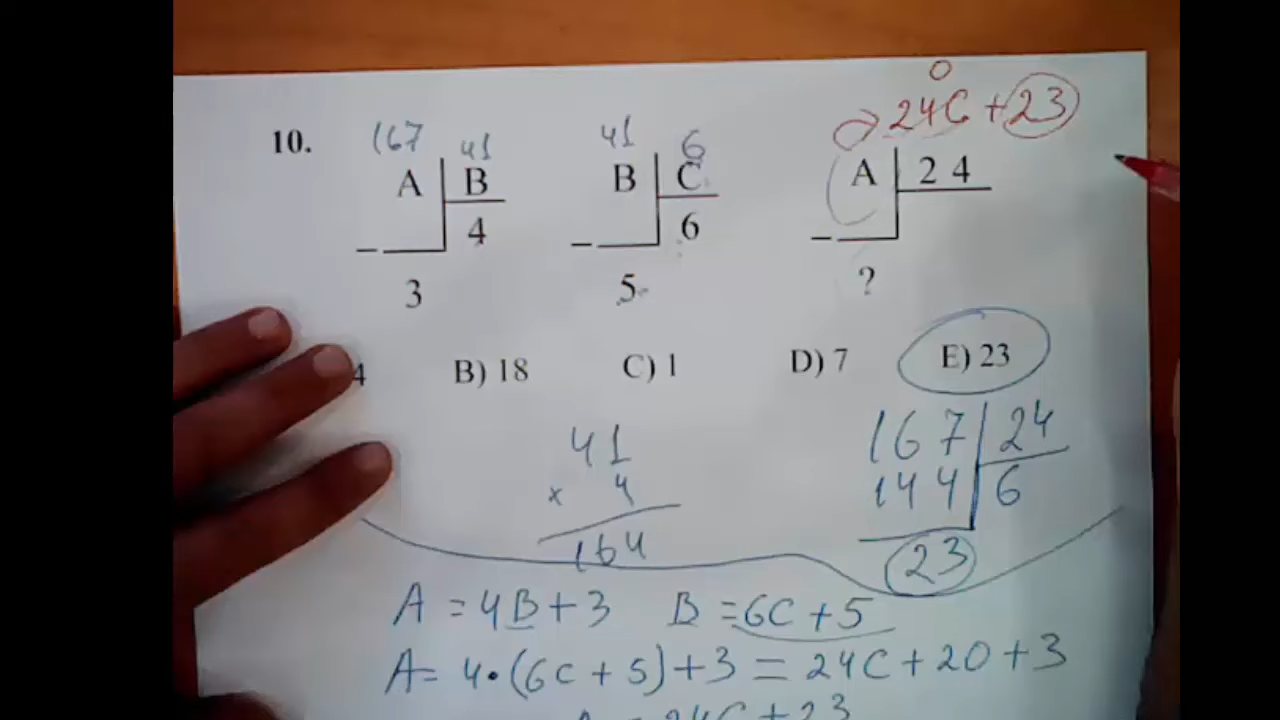 0
24C + 23
10. 167 41 41 6
A B B C A 2 4
4 6
3 5 ?
4 B) 18 C) 1 D) 7 E) 23
41 167 24
x 4 144 6
164 23
A = 4B + 3 B = 6C + 5
A = 4 • (6C + 5) + 3 = 24C + 20 + 3
A = 24C + 23